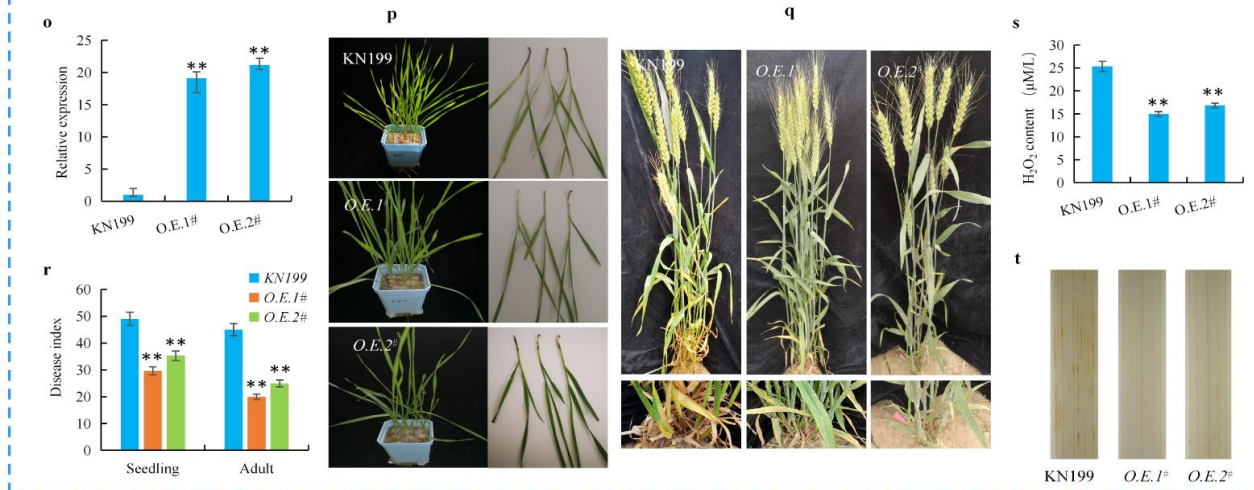 o
Relative expression
25
20
15
10
5
0
**
**
KN199
O.E.1#
O.E.2#
p
KN199
O.E.1#
O.E.2#
q
KN199
O.E.1
O.E.2
r
KN199
O.E.1#
O.E.2#
Disease index
60
50
40
30
20
10
0
**
**
**
**
Seedling
Adult
s
H₂O₂ content (μM/L)
30
25
20
15
10
5
0
**
**
KN199
O.E.1#
O.E.2#
t
KN199
O.E.1#
O.E.2#